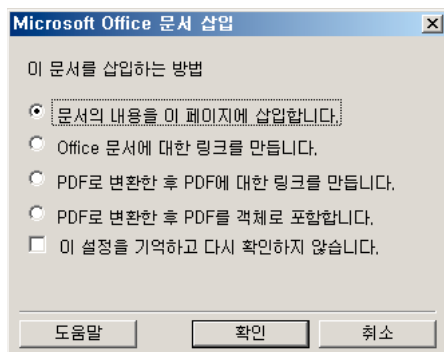 Microsoft Office 문서 삽입
이 문서를 삽입하는 방법
문서의 내용을 이 페이지에 삽입합니다.
Office 문서에 대한 링크를 만듭니다.
PDF로 변환한 후 PDF에 대한 링크를 만듭니다.
PDF로 변환한 후 PDF를 객체로 포함합니다.
이 설정을 기억하고 다시 확인하지 않습니다.
도움말 확인 취소